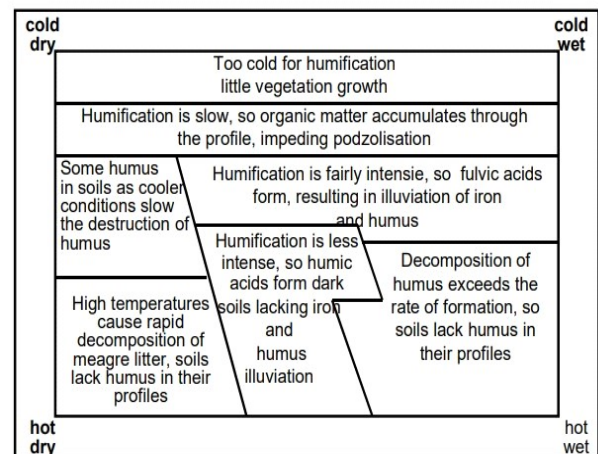 cold
dry
cold
wet
Too cold for humification
little vegetation growth
Humification is slow, so organic matter accumulates through
the profile, impeding podzolisation
Some humus
in soils as cooler
conditions slow
the destruction of
humus
Humification is fairly intensie, so fulvic acids
form, resulting in illuviation of iron
and humus
Humification is less
intense, so humic
acids form dark
soils lacking iron
and
humus
illuviation
Decomposition of
humus exceeds the
rate of formation, so
soils lack humus in
their profiles
High temperatures
cause rapid
decomposition of
meagre litter, soils
lack humus in their
profiles
hot
dry
hot
wet